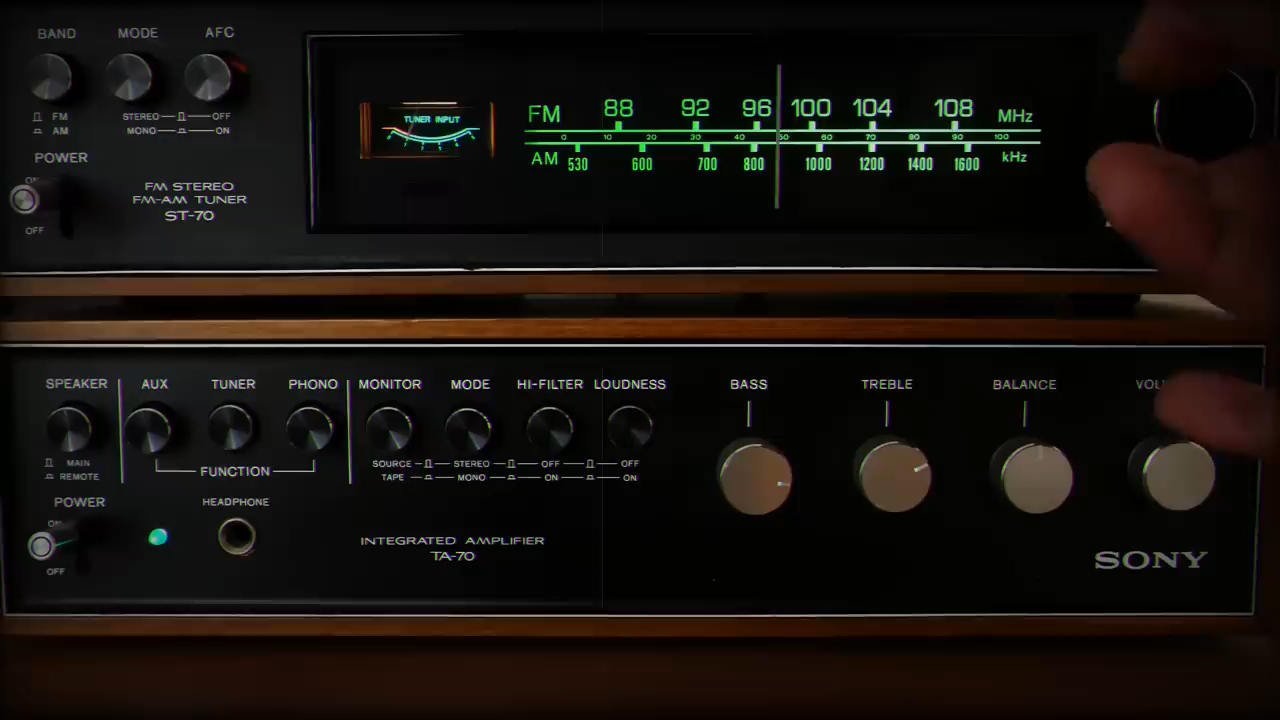 BAND MODE AFC
FM STEREO OFF
AM MONO ON
POWER
ON
OFF
FM STEREO
FM-AM TUNER
ST-70
TUNER INPUT
FM 88 92 96 100 104 108 MHz
0 10 20 30 40 50 60 70 80 90 100
AM 530 600 700 800 1000 1200 1400 1600 kHz
SPEAKER AUX TUNER PHONO MONITOR MODE HI-FILTER LOUDNESS BASS TREBLE BALANCE
MAIN SOURCE STEREO OFF OFF
REMOTE FUNCTION TAPE MONO ON ON
POWER HEADPHONE
ON
OFF
INTEGRATED AMPLIFIER
TA-70
SONY